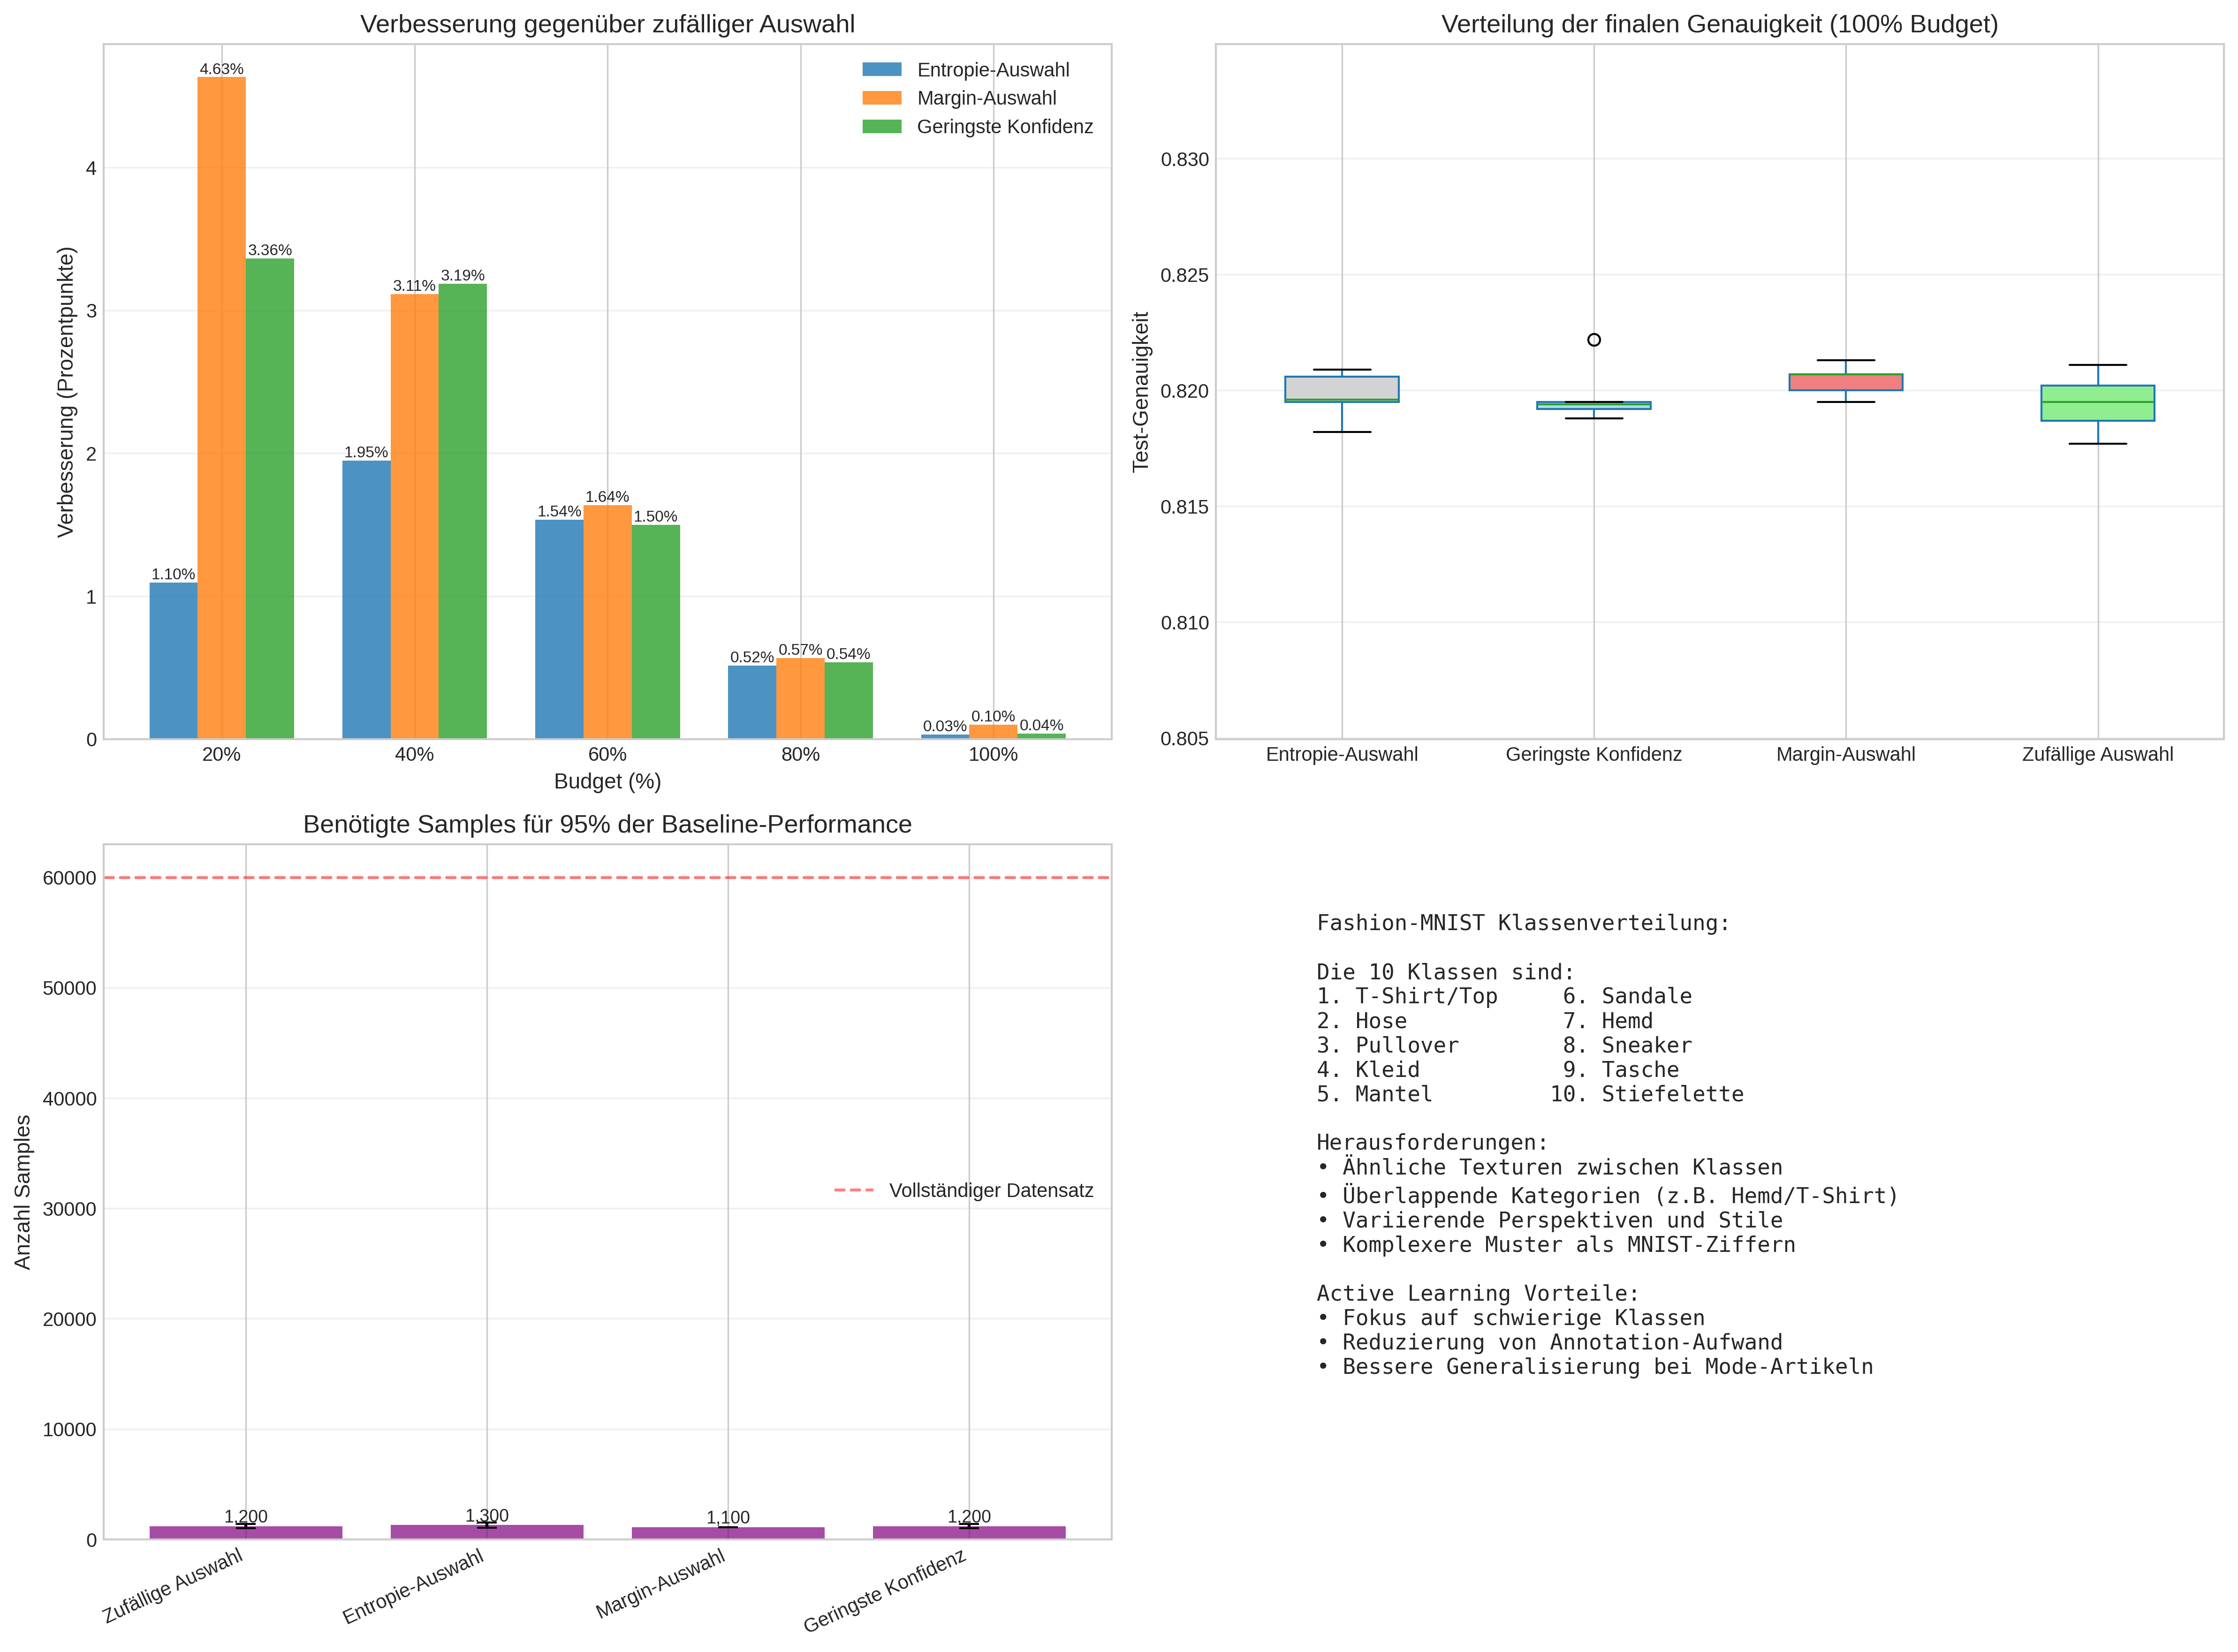 Verbesserung gegenüber zufälliger Auswahl
Verbesserung (Prozentpunkte)
4
3
2
1
0
4.63%
3.36%
1.10%
1.95%
3.11%
3.19%
1.54%
1.64%
1.50%
0.52%
0.57%
0.54%
0.03%
0.10%
0.04%
Entropie-Auswahl
Margin-Auswahl
Geringste Konfidenz
20% 40% 60% 80% 100%
Budget (%)
Verteilung der finalen Genauigkeit (100% Budget)
Test-Genauigkeit
0.830
0.825
0.820
0.815
0.810
0.805
Entropie-Auswahl Geringste Konfidenz Margin-Auswahl Zufällige Auswahl
Benötigte Samples für 95% der Baseline-Performance
Anzahl Samples
60000
50000
40000
30000
20000
10000
0
Vollständiger Datensatz
1,200 1,300 1,100 1,200
Zufällige Auswahl
Entropie-Auswahl
Margin-Auswahl
Geringste Konfidenz
Fashion-MNIST Klassenverteilung:
Die 10 Klassen sind:
1. T-Shirt/Top 6. Sandale
2. Hose 7. Hemd
3. Pullover 8. Sneaker
4. Kleid 9. Tasche
5. Mantel 10. Stiefelette
Herausforderungen:
• Ähnliche Texturen zwischen Klassen
• Überlappende Kategorien (z.B. Hemd/T-Shirt)
• Variierende Perspektiven und Stile
• Komplexere Muster als MNIST-Ziffern
Active Learning Vorteile:
• Fokus auf schwierige Klassen
• Reduzierung von Annotation-Aufwand
• Bessere Generalisierung bei Mode-Artikeln